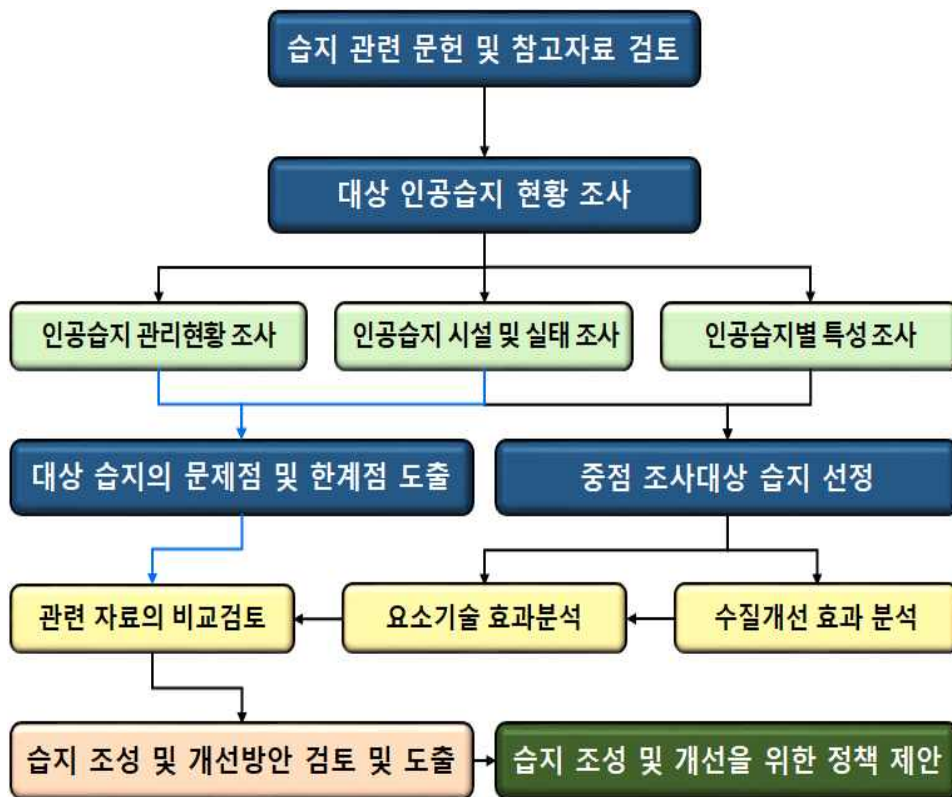 습지 관련 문헌 및 참고자료 검토
대상 인공습지 현황 조사
인공습지 관리현황 조사
인공습지 시설 및 실태 조사
인공습지별 특성 조사
대상 습지의 문제점 및 한계점 도출
중점 조사대상 습지 선정
관련 자료의 비교검토
요소기술 효과분석
수질개선 효과 분석
습지 조성 및 개선방안 검토 및 도출
습지 조성 및 개선을 위한 정책 제안